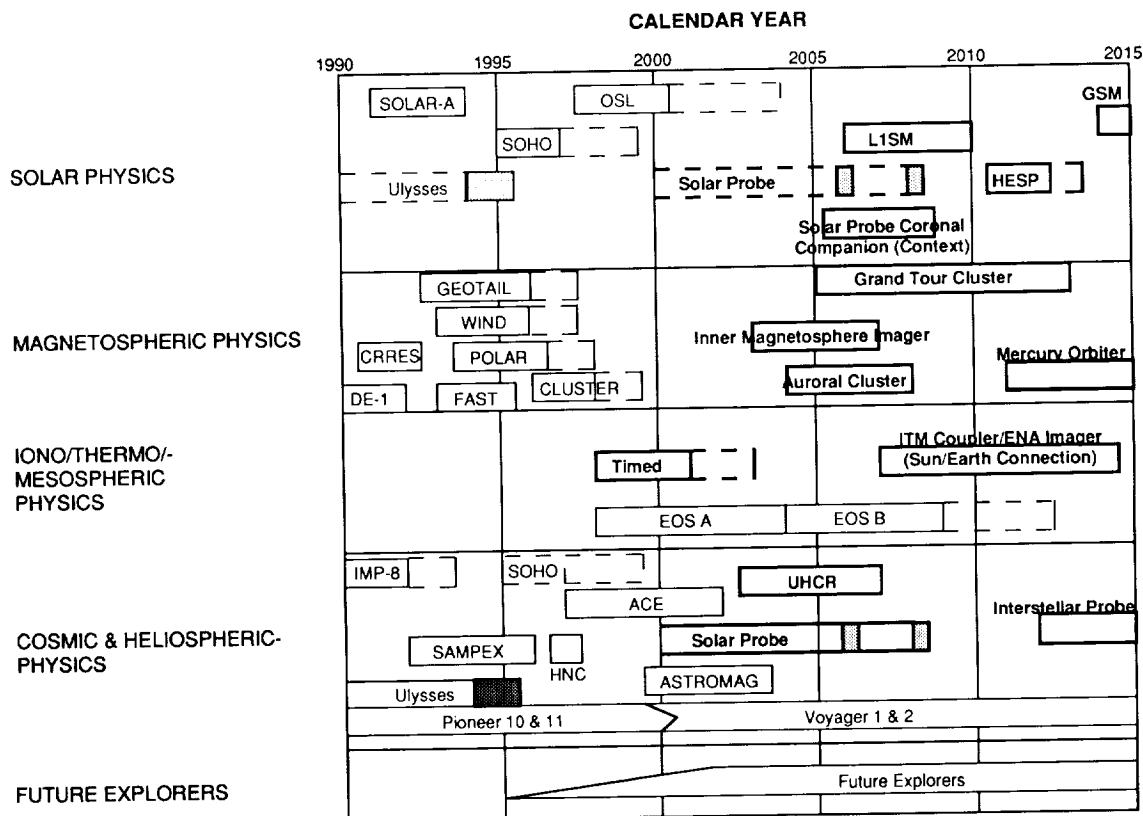 CALENDAR YEAR
1990 1995 2000 2005 2010 2015
SOLAR-A
OSL
GSM
SOHO
L1SM
SOLAR PHYSICS
Ulysses
Solar Probe
HESP
Solar Probe Coronal
Companion (Context)
GEOTAIL
Grand Tour Cluster
WIND
MAGNETOSPHERIC PHYSICS
Inner Magnetosphere Imager
CRRES
POLAR
Mercury Orbiter
CLUSTER
Auroral Cluster
DE-1
FAST
IONO/THERMO/-
MESOSPHERIC
PHYSICS
ITM Coupler/ENA Imager
(Sun/Earth Connection)
Timed
EOS A
EOS B
IMP-8
SOHO
UHCR
ACE
Interstellar Probe
COSMIC & HELIOSPHERIC-
PHYSICS
Solar Probe
SAMPEX
HNC
ASTROMAG
Ulysses
Pioneer 10 & 11
Voyager 1 & 2
FUTURE EXPLORERS
Future Explorers